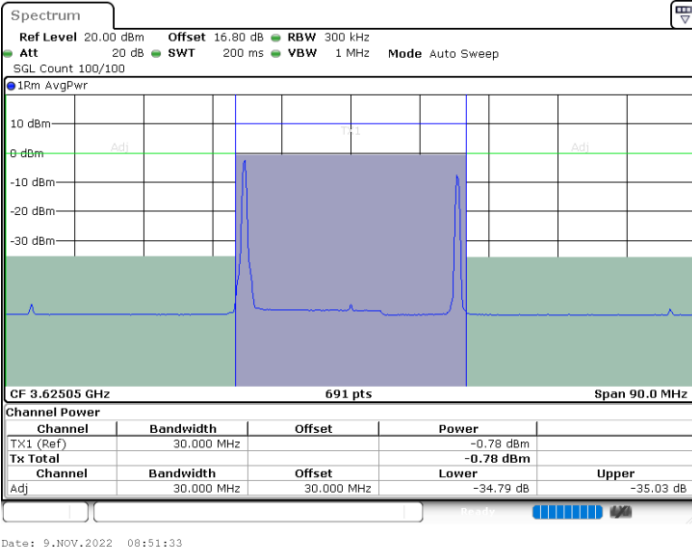 Spectrum
Ref Level 20.00 dBm Offset 16.80 dB RBW 300 kHz
Att 20 dB SWT 200 ms VBW 1 MHz Mode Auto Sweep
SGL Count 100/100
1Rm AvgPwr
10 dBm
TX1
Adj Adj
0 dBm
-10 dBm
-20 dBm
-30 dBm
CF 3.62505 GHz 691 pts Span 90.0 MHz
Channel Power
Channel Bandwidth Offset Power
TX1 (Ref) 30.000 MHz -0.78 dBm
Tx Total -0.78 dBm
Channel Bandwidth Offset Lower Upper
Adj 30.000 MHz 30.000 MHz -34.79 dB -35.03 dB
Ready
Date: 9.NOV.2022 08:51:33